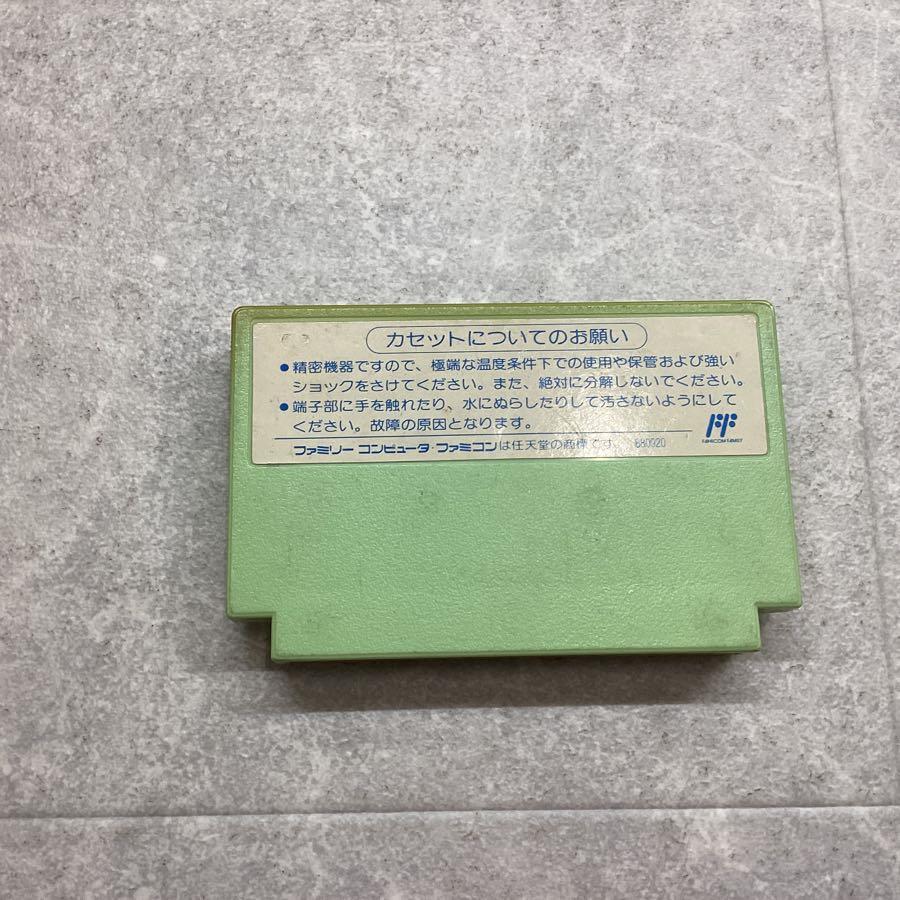 カセットについてのお願い
●精密機器ですので、極端な温度条件下での使用や保管および強い
ショックをさけてください。また、絶対に分解しないでください。
●端子部に手を触れたり、水にぬらしたりして汚さないようにして
ください。故障の原因となります。
FAMICOM FAMILY
ファミリー コンピュータ・ファミコンは任天堂の商標です。 880920